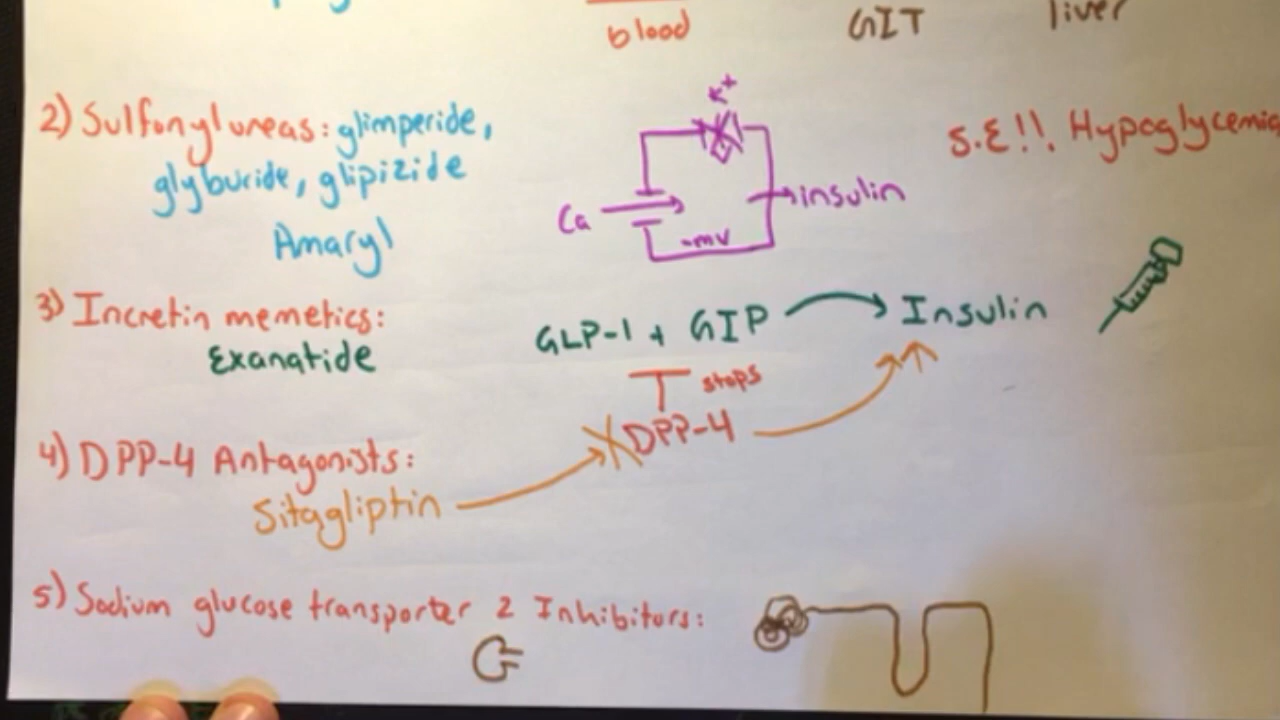 blood
GIT
liver
2) Sulfonylureas: glimperide,
glyburide, glipizide
Amaryl
K+
Ca
insulin
-mv
S.E!!. Hypoglycemic
3) Incretin memetics:
Exanatide
GLP-1 + GIP
Insulin
stops
DPP-4
4) DPP-4 Antagonists:
Sitagliptin
5) Sodium glucose transporter 2 Inhibitors: